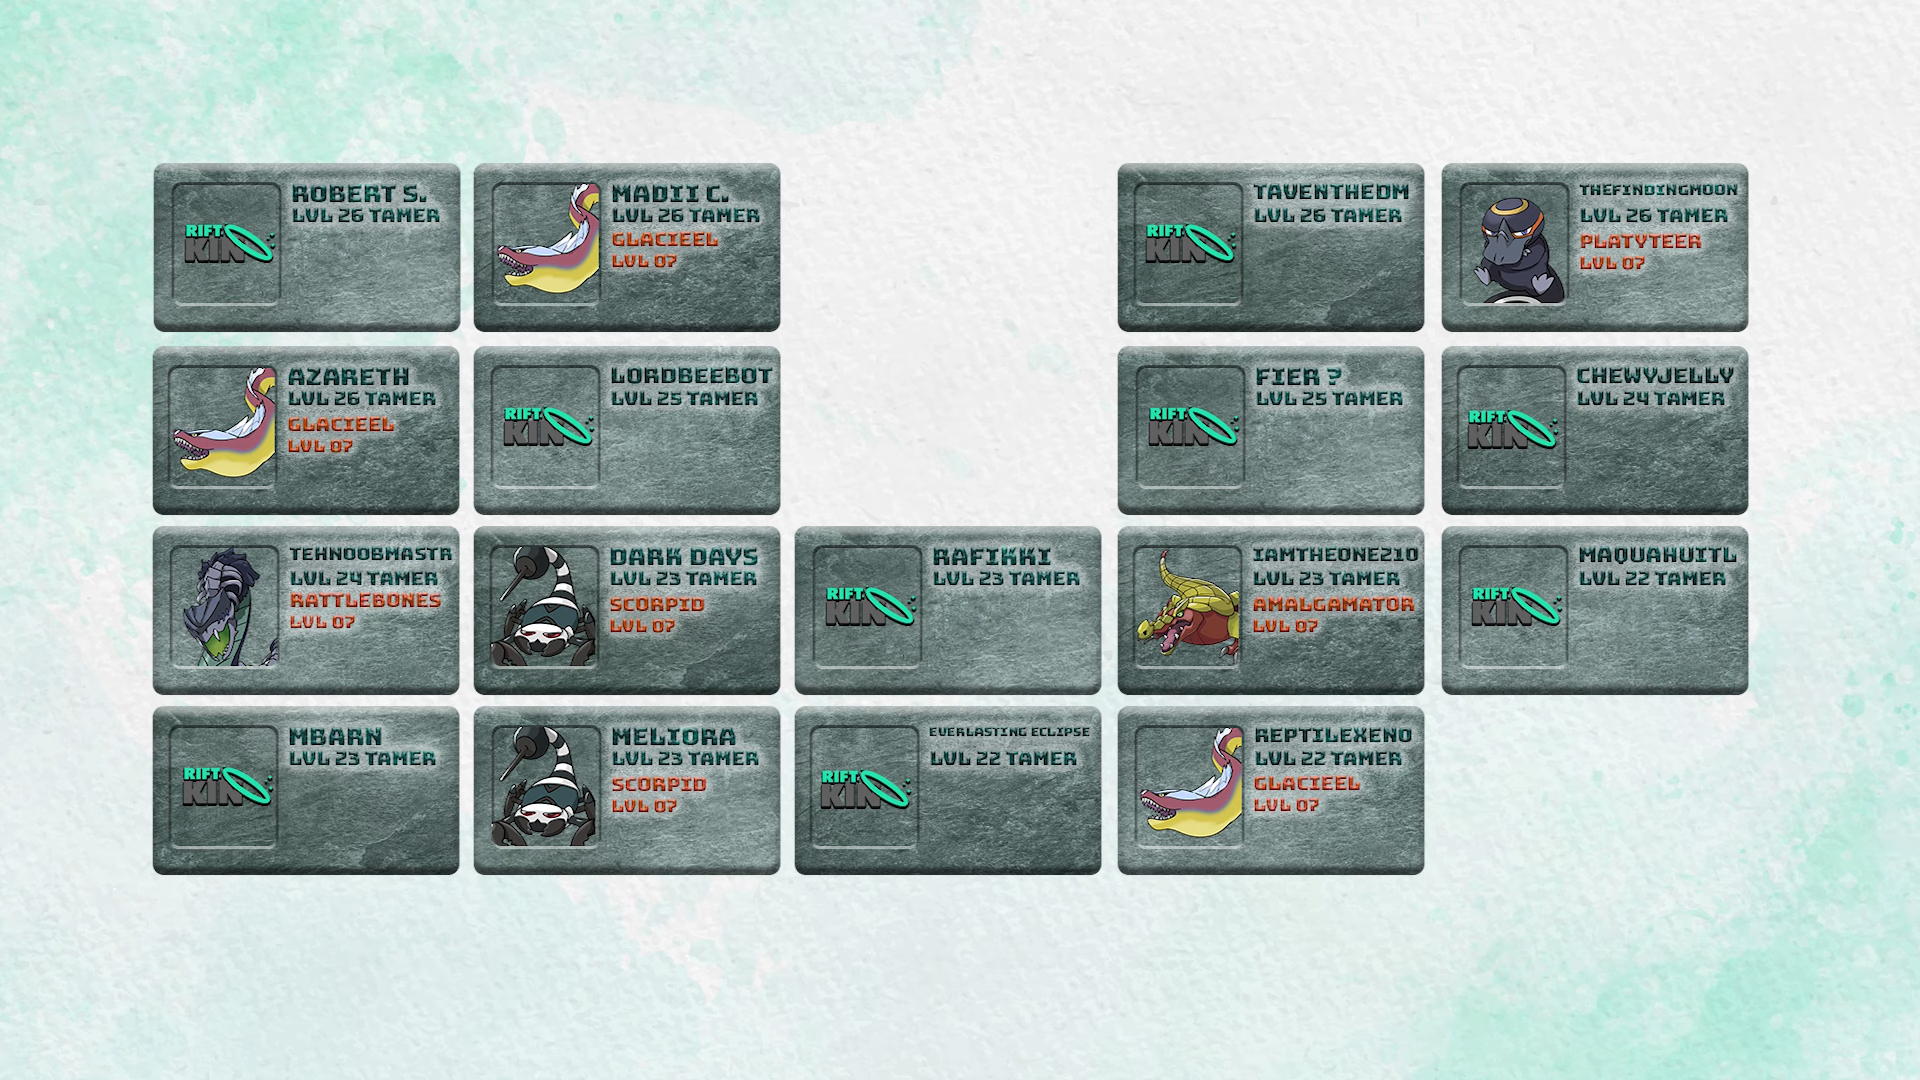 RIFT
KIN
ROBERT S.
LVL 26 TAMER
MADII C.
LVL 26 TAMER
GLACIEEL
LVL 07
RIFT
KIN
TAVENTHEDM
LVL 26 TAMER
THEFINDINGMOON
LVL 26 TAMER
PLATYTEER
LVL 07
AZARETH
LVL 26 TAMER
GLACIEEL
LVL 07
RIFT
KIN
LORDBEEBOT
LVL 25 TAMER
RIFT
KIN
FIER ?
LVL 25 TAMER
RIFT
KIN
CHEWYJELLY
LVL 24 TAMER
TEHNOOBMASTR
LVL 24 TAMER
RATTLEBONES
LVL 07
DARK DAYS
LVL 23 TAMER
SCORPID
LVL 07
RIFT
KIN
RAFIKKI
LVL 23 TAMER
IAMTHEONE210
LVL 23 TAMER
AMALGAMATOR
LVL 07
RIFT
KIN
MAQUAHUITL
LVL 22 TAMER
RIFT
KIN
MBARN
LVL 23 TAMER
MELIORA
LVL 23 TAMER
SCORPID
LVL 07
RIFT
KIN
EVERLASTING ECLIPSE
LVL 22 TAMER
REPTILEXENO
LVL 22 TAMER
GLACIEEL
LVL 07